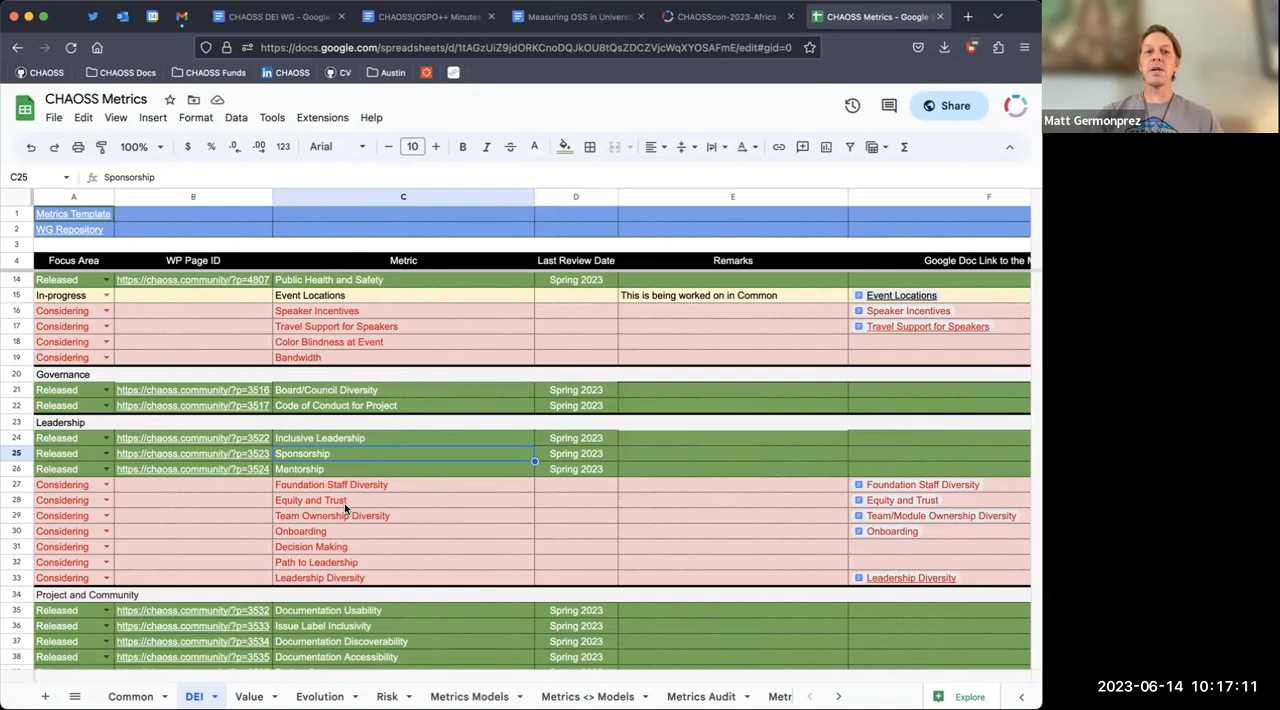 CHAOSS DEI WG - Google
CHAOSS/OSPO++ Minutes
Measuring OSS in Universit
CHAOSScon-2023-Africa
CHAOSS Metrics - Google
https://docs.google.com/spreadsheets/d/1tAGzUiZ9jdORKCnoDQJkOU8tQsZDCZVjcWqXYOSAFmE/edit#gid=0
CHAOSS CHAOSS Docs CHAOSS Funds CHAOSS CV Austin
CHAOSS Metrics
File Edit View Insert Format Data Tools Extensions Help
Share
Matt Germonprez
100% $ % .0 .00 123 Arial 10 B I A
C25 fx Sponsorship
A B C D E F
1 Metrics Template
2 WG Repository
3
4 Focus Area WP Page ID Metric Last Review Date Remarks Google Doc Link to the M
14 Released https://chaoss.community/?p=4807 Public Health and Safety Spring 2023
15 In-progress Event Locations This is being worked on in Common Event Locations
16 Considering Speaker Incentives Speaker Incentives
17 Considering Travel Support for Speakers Travel Support for Speakers
18 Considering Color Blindness at Event
19 Considering Bandwidth
20 Governance
21 Released https://chaoss.community/?p=3516 Board/Council Diversity Spring 2023
22 Released https://chaoss.community/?p=3517 Code of Conduct for Project Spring 2023
23 Leadership
24 Released https://chaoss.community/?p=3522 Inclusive Leadership Spring 2023
25 Released https://chaoss.community/?p=3523 Sponsorship Spring 2023
26 Released https://chaoss.community/?p=3524 Mentorship Spring 2023
27 Considering Foundation Staff Diversity Foundation Staff Diversity
28 Considering Equity and Trust Equity and Trust
29 Considering Team Ownership Diversity Team/Module Ownership Diversity
30 Considering Onboarding Onboarding
31 Considering Decision Making
32 Considering Path to Leadership
33 Considering Leadership Diversity Leadership Diversity
34 Project and Community
35 Released https://chaoss.community/?p=3532 Documentation Usability Spring 2023
36 Released https://chaoss.community/?p=3533 Issue Label Inclusivity Spring 2023
37 Released https://chaoss.community/?p=3534 Documentation Discoverability Spring 2023
38 Released https://chaoss.community/?p=3535 Documentation Accessibility Spring 2023
Common DEI Value Evolution Risk Metrics Models Metrics <> Models Metrics Audit Metr Explore
2023-06-14 10:17:11